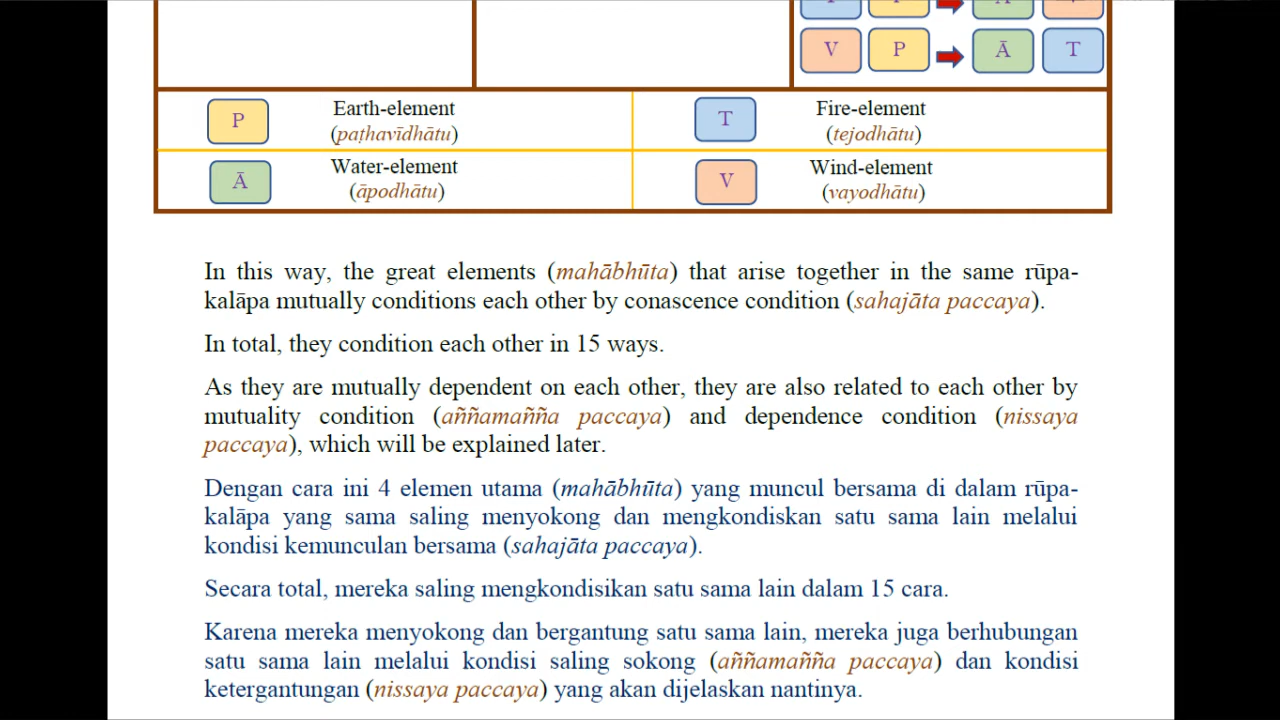 V P Ā T
P Earth-element T Fire-element
(paṭhavīdhātu) (tejodhātu)
Ā Water-element V Wind-element
(āpodhātu) (vayodhātu)
In this way, the great elements (mahābhūta) that arise together in the same rūpa-
kalāpa mutually conditions each other by conascence condition (sahajāta paccaya).
In total, they condition each other in 15 ways.
As they are mutually dependent on each other, they are also related to each other by
mutuality condition (aññamañña paccaya) and dependence condition (nissaya
paccaya), which will be explained later.
Dengan cara ini 4 elemen utama (mahābhūta) yang muncul bersama di dalam rūpa-
kalāpa yang sama saling menyokong dan mengkondiskan satu sama lain melalui
kondisi kemunculan bersama (sahajāta paccaya).
Secara total, mereka saling mengkondisikan satu sama lain dalam 15 cara.
Karena mereka menyokong dan bergantung satu sama lain, mereka juga berhubungan
satu sama lain melalui kondisi saling sokong (aññamañña paccaya) dan kondisi
ketergantungan (nissaya paccaya) yang akan dijelaskan nantinya.